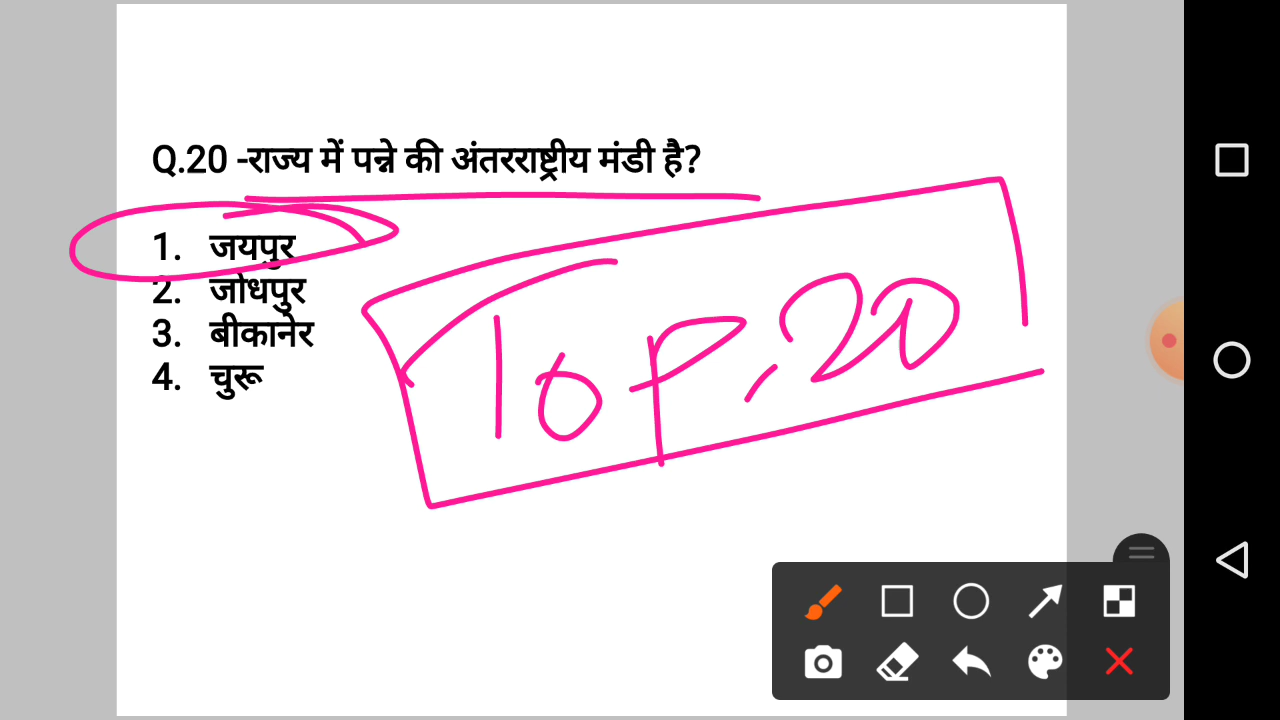 Q.20 -राज्य में पन्ने की अंतरराष्ट्रीय मंडी है?
1. जयपुर
2. जोधपुर
3. बीकानेर
4. चुरू
Top.20